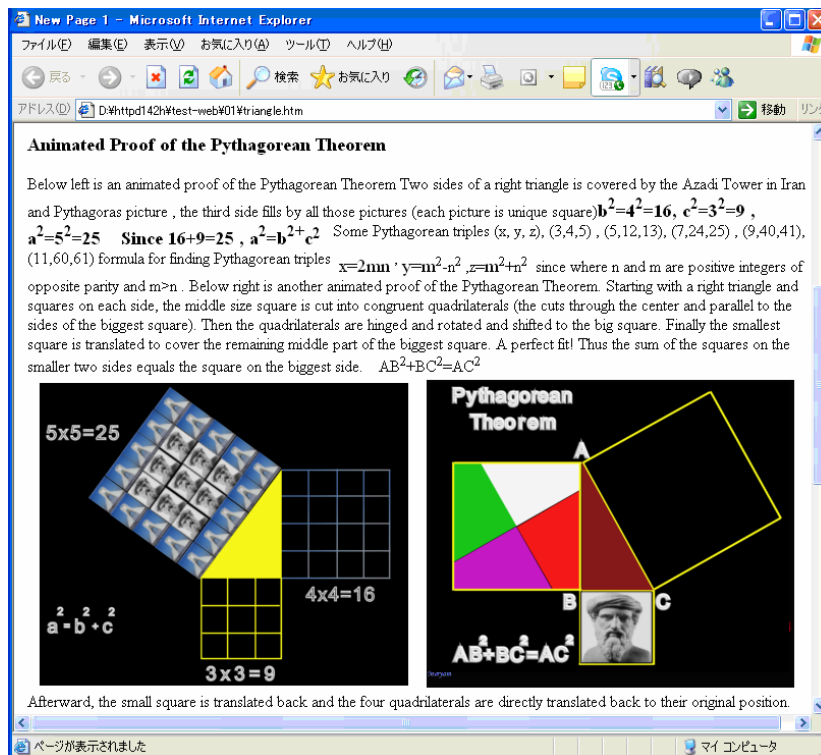 New Page 1 - Microsoft Internet Explorer
ファイル(F) 編集(E) 表示(V) お気に入り(A) ツール(T) ヘルプ(H)
戻る 検索 お気に入り
アドレス(D) D:¥httpd142h¥test-web¥01¥triangle.htm 移動 リンク
Animated Proof of the Pythagorean Theorem
Below left is an animated proof of the Pythagorean Theorem Two sides of a right triangle is covered by the Azadi Tower in Iran
and Pythagoras picture , the third side fills by all those pictures (each picture is unique square)b²=4²=16, c²=3²=9 ,
a²=5²=25 Since 16+9=25 , a²=b²⁺c² Some Pythagorean triples (x, y, z), (3,4,5) , (5,12,13), (7,24,25) , (9,40,41),
(11,60,61) formula for finding Pythagorean triples x=2mn , y=m²-n² ,z=m²+n² since where n and m are positive integers of
opposite parity and m>n . Below right is another animated proof of the Pythagorean Theorem. Starting with a right triangle and
squares on each side, the middle size square is cut into congruent quadrilaterals (the cuts through the center and parallel to the
sides of the biggest square). Then the quadrilaterals are hinged and rotated and shifted to the big square. Finally the smallest
square is translated to cover the remaining middle part of the biggest square. A perfect fit! Thus the sum of the squares on the
smaller two sides equals the square on the biggest side. AB²+BC²=AC²
5x5=25
4x4=16
a²=b²+c²
3x3=9
Pythagorean
Theorem
A
B
C
AB²+BC²=AC²
Afterward, the small square is translated back and the four quadrilaterals are directly translated back to their original position.
ページが表示されました マイ コンピュータ